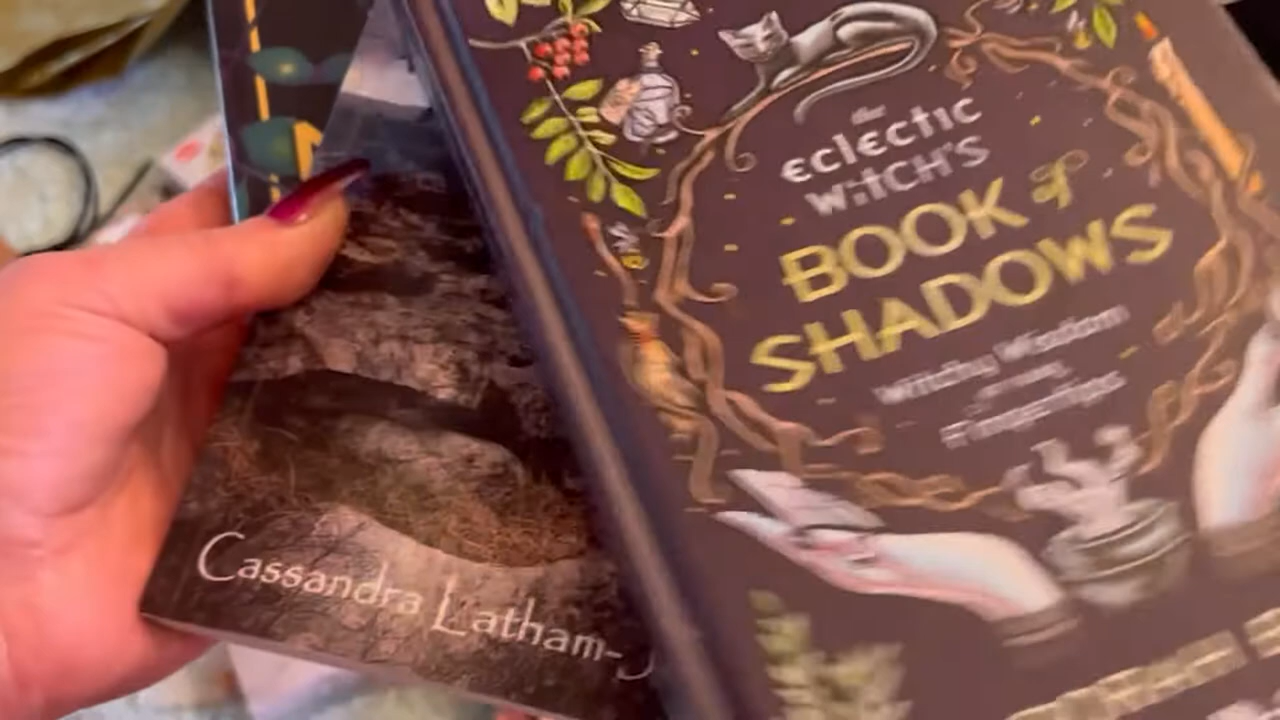 the
eclectic
witch's
BOOK of
SHADOWS
Witchy Wisdom
at your
Fingertips
Cassandra Latham-J